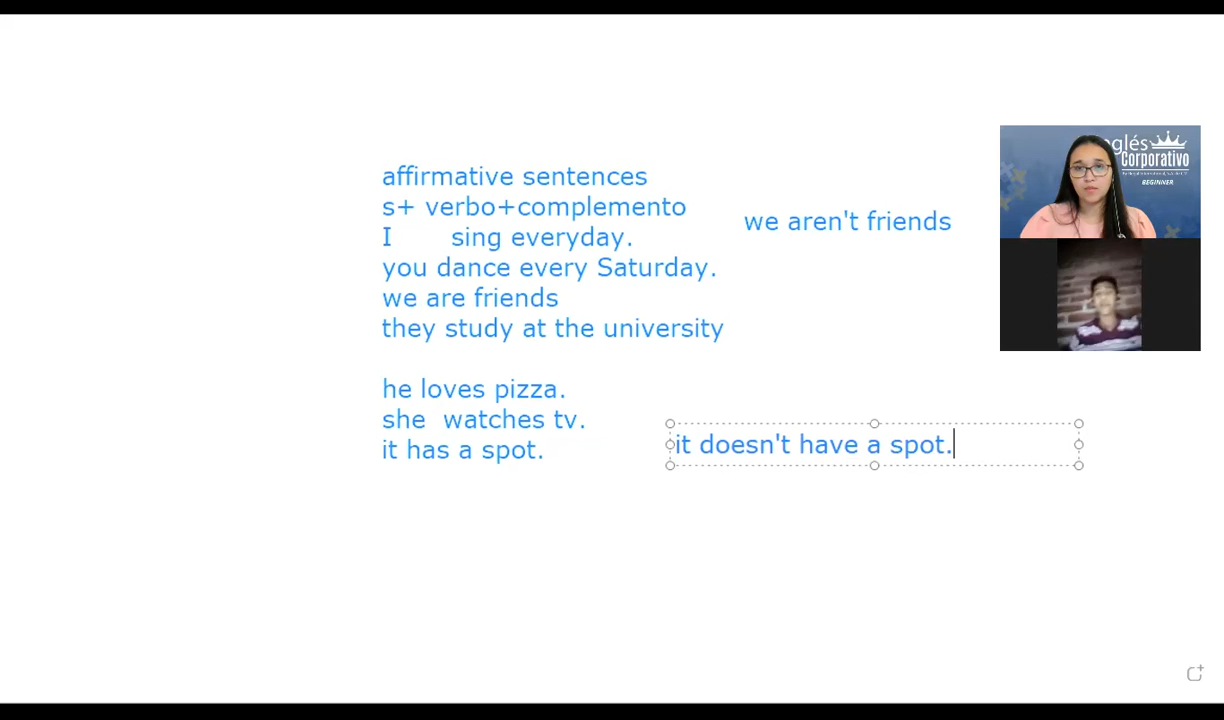 affirmative sentences
s+ verbo+complemento
I sing everyday.
you dance every Saturday.
we are friends
they study at the university
we aren't friends
he loves pizza.
she watches tv.
it has a spot.
it doesn't have a spot.
glés
Corporativo
BEGINNER